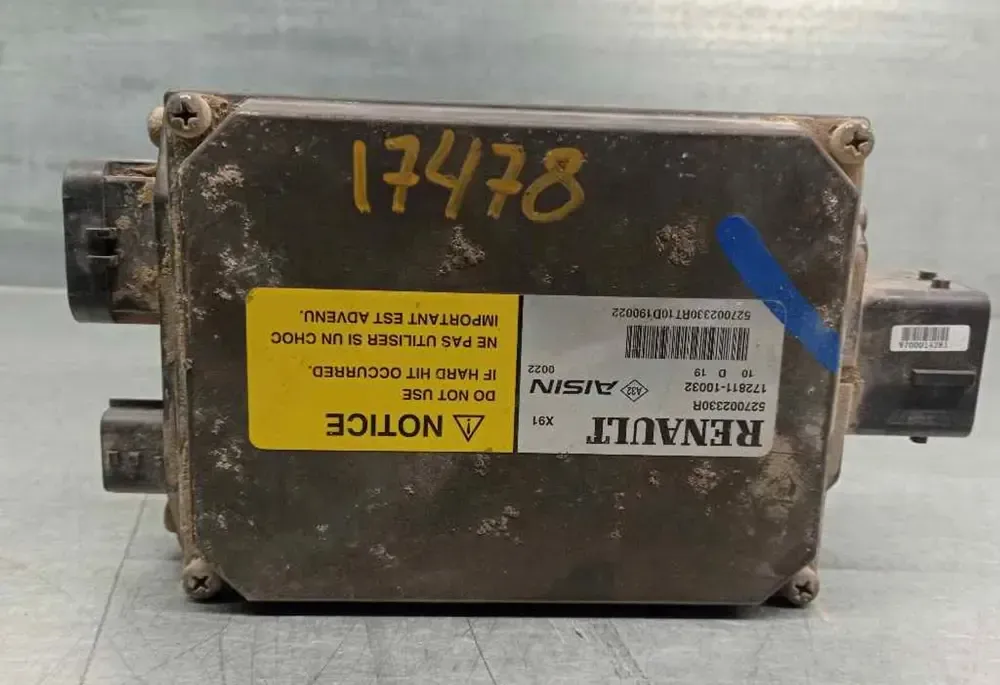 17478
NOTICE
DO NOT USE
IF HARD HIT OCCURRED.
NE PAS UTILISER SI UN CHOC
IMPORTANT EST ADVENU.
RENAULT X91
527002330R
172811-10032
AISIN 0022
A32
10 D 19
527002330RT10D190022